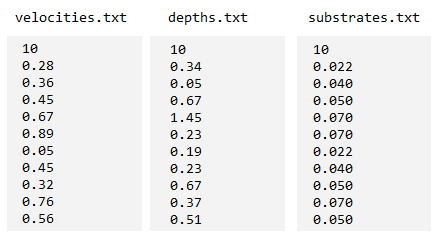 velocities.txt depths.txt substrates.txt
10 10 10
0.28 0.34 0.022
0.36 0.05 0.040
0.45 0.67 0.050
0.67 1.45 0.070
0.89 0.23 0.070
0.05 0.19 0.022
0.45 0.23 0.040
0.32 0.67 0.050
0.76 0.37 0.070
0.56 0.51 0.050